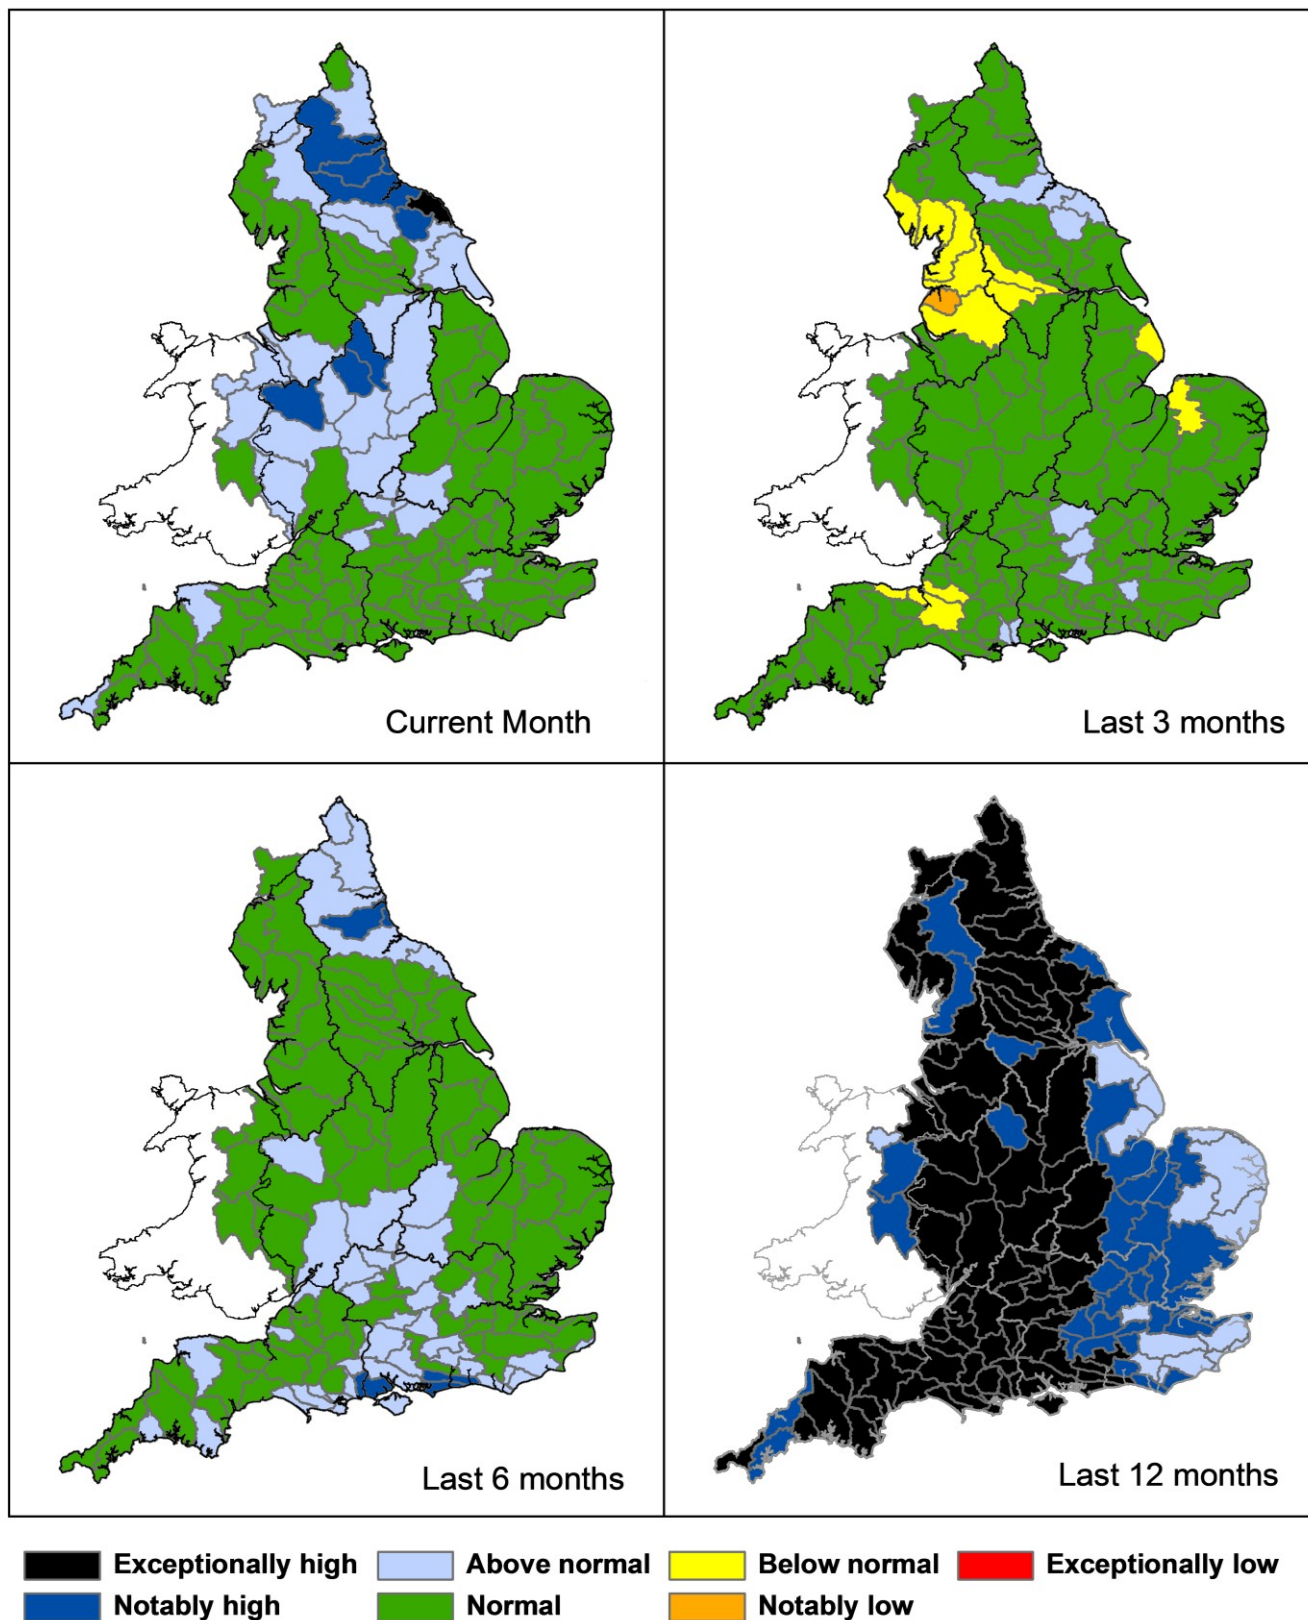 Current Month
Last 3 months
Last 6 months
Last 12 months
Exceptionally high Above normal Below normal Exceptionally low
Notably high Normal Notably low